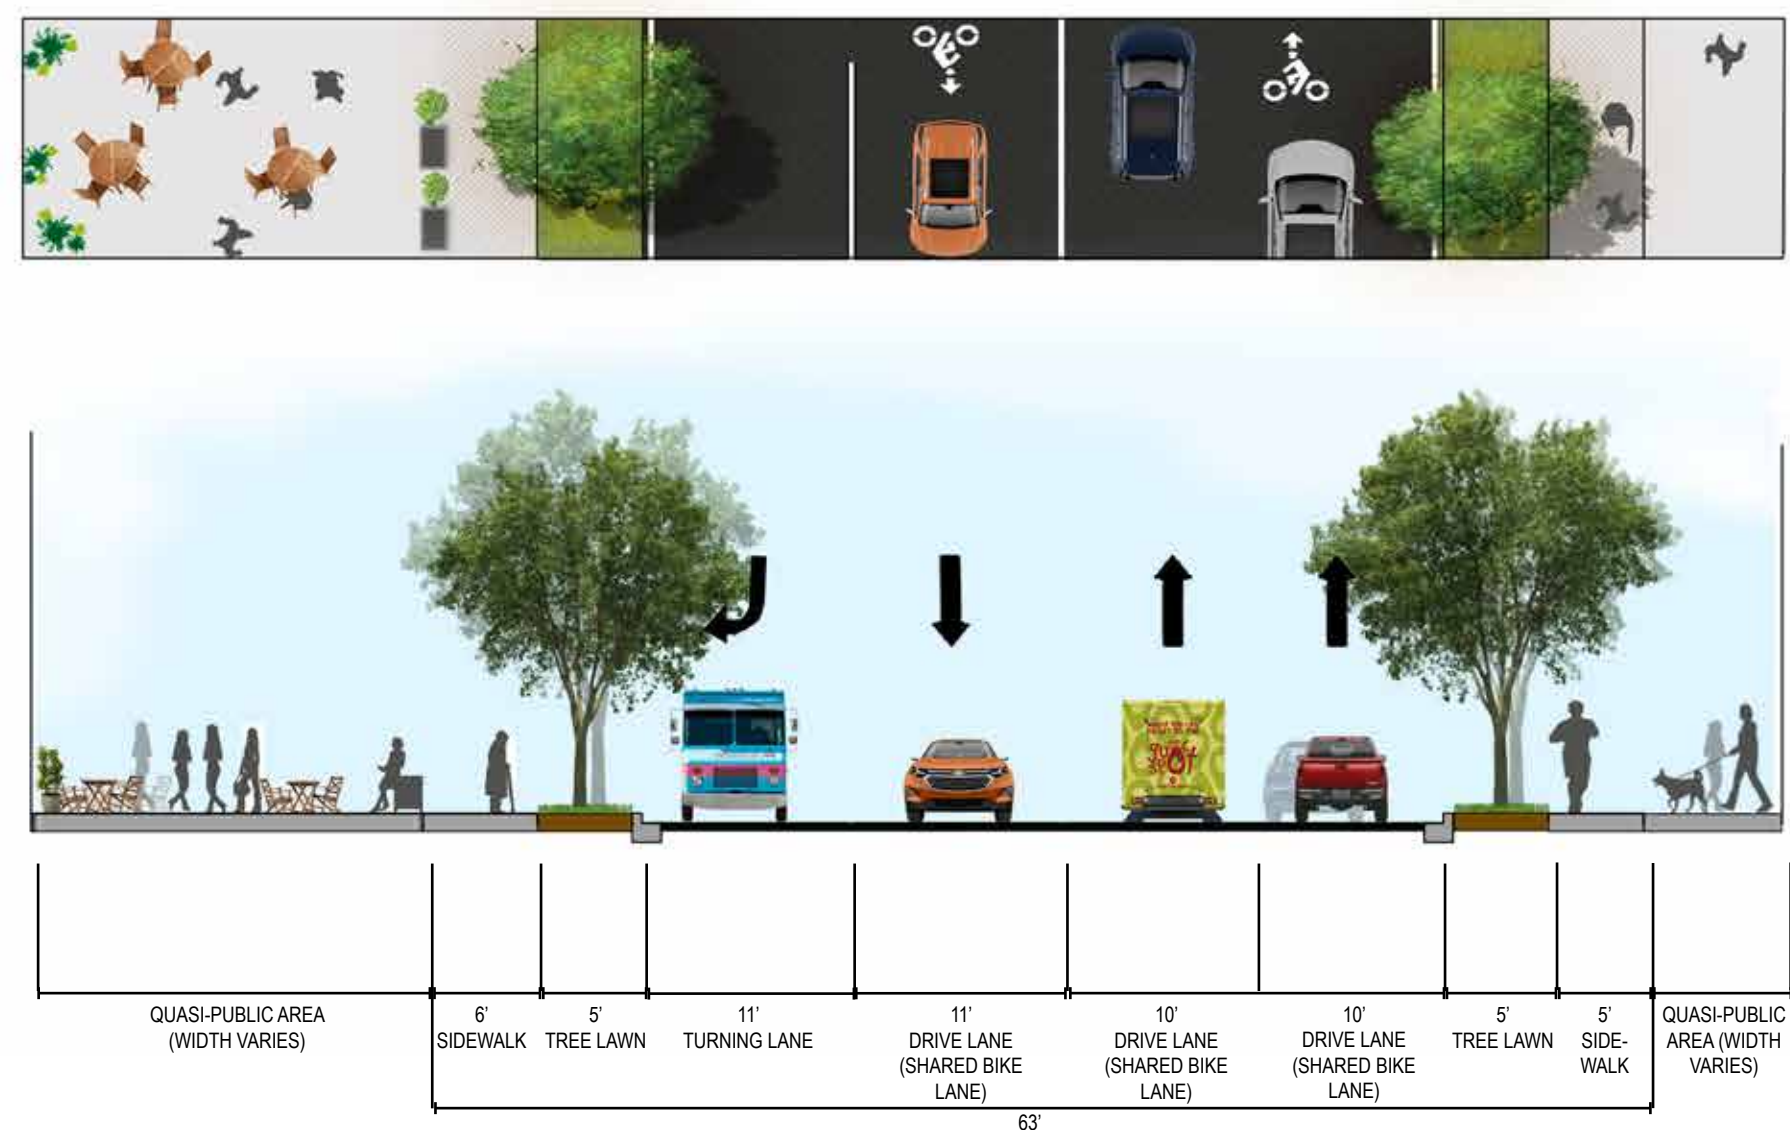 QUASI-PUBLIC AREA
(WIDTH VARIES)
6’
SIDEWALK
5’
TREE LAWN
11’
TURNING LANE
11’
DRIVE LANE
(SHARED BIKE
LANE)
10’
DRIVE LANE
(SHARED BIKE
LANE)
10’
DRIVE LANE
(SHARED BIKE
LANE)
5’
TREE LAWN
5’
SIDE-
WALK
QUASI-PUBLIC
AREA (WIDTH
VARIES)
63’